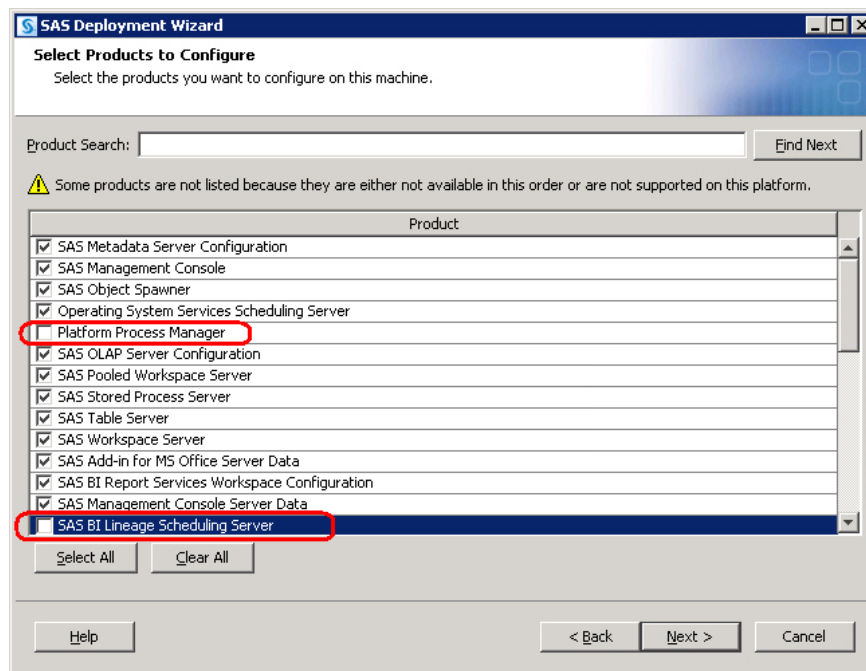 SAS Deployment Wizard
Select Products to Configure
Select the products you want to configure on this machine.
Product Search:
Find Next
Some products are not listed because they are either not available in this order or are not supported on this platform.
Product
SAS Metadata Server Configuration
SAS Management Console
SAS Object Spawner
Operating System Services Scheduling Server
Platform Process Manager
SAS OLAP Server Configuration
SAS Pooled Workspace Server
SAS Stored Process Server
SAS Table Server
SAS Workspace Server
SAS Add-in for MS Office Server Data
SAS BI Report Services Workspace Configuration
SAS Management Console Server Data
SAS BI Lineage Scheduling Server
Select All Clear All
Help < Back Next > Cancel